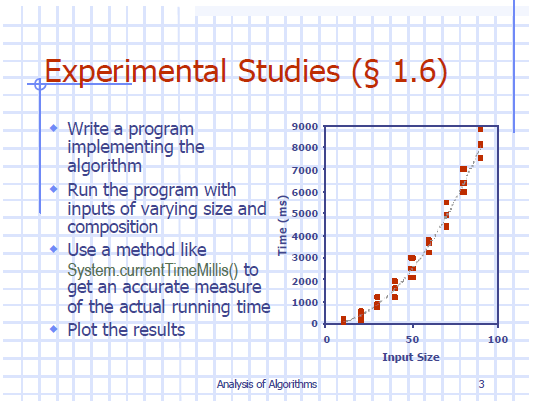 Experimental Studies (§ 1.6)
Write a program
implementing the
algorithm
Run the program with
inputs of varying size and
composition
Use a method like
System.currentTimeMillis() to
get an accurate measure
of the actual running time
Plot the results
9000
8000
7000
6000
5000
4000
3000
2000
1000
0
Time (ms)
0 50 100
Input Size
Analysis of Algorithms 3